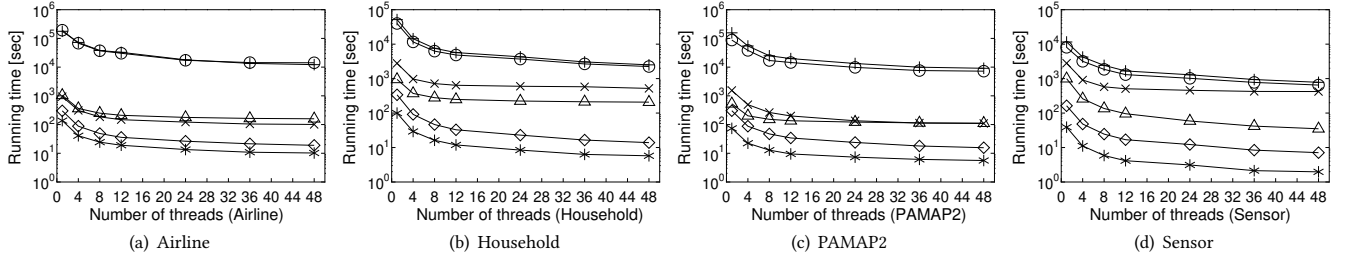 Running time [sec]
10^6
10^5
10^4
10^3
10^2
10^1
10^0
0 4 8 12 16 20 24 28 32 36 40 44 48
Number of threads (Airline)
(a) Airline
Running time [sec]
10^5
10^4
10^3
10^2
10^1
10^0
0 4 8 12 16 20 24 28 32 36 40 44 48
Number of threads (Household)
(b) Household
Running time [sec]
10^6
10^5
10^4
10^3
10^2
10^1
10^0
0 4 8 12 16 20 24 28 32 36 40 44 48
Number of threads (PAMAP2)
(c) PAMAP2
Running time [sec]
10^5
10^4
10^3
10^2
10^1
10^0
0 4 8 12 16 20 24 28 32 36 40 44 48
Number of threads (Sensor)
(d) Sensor